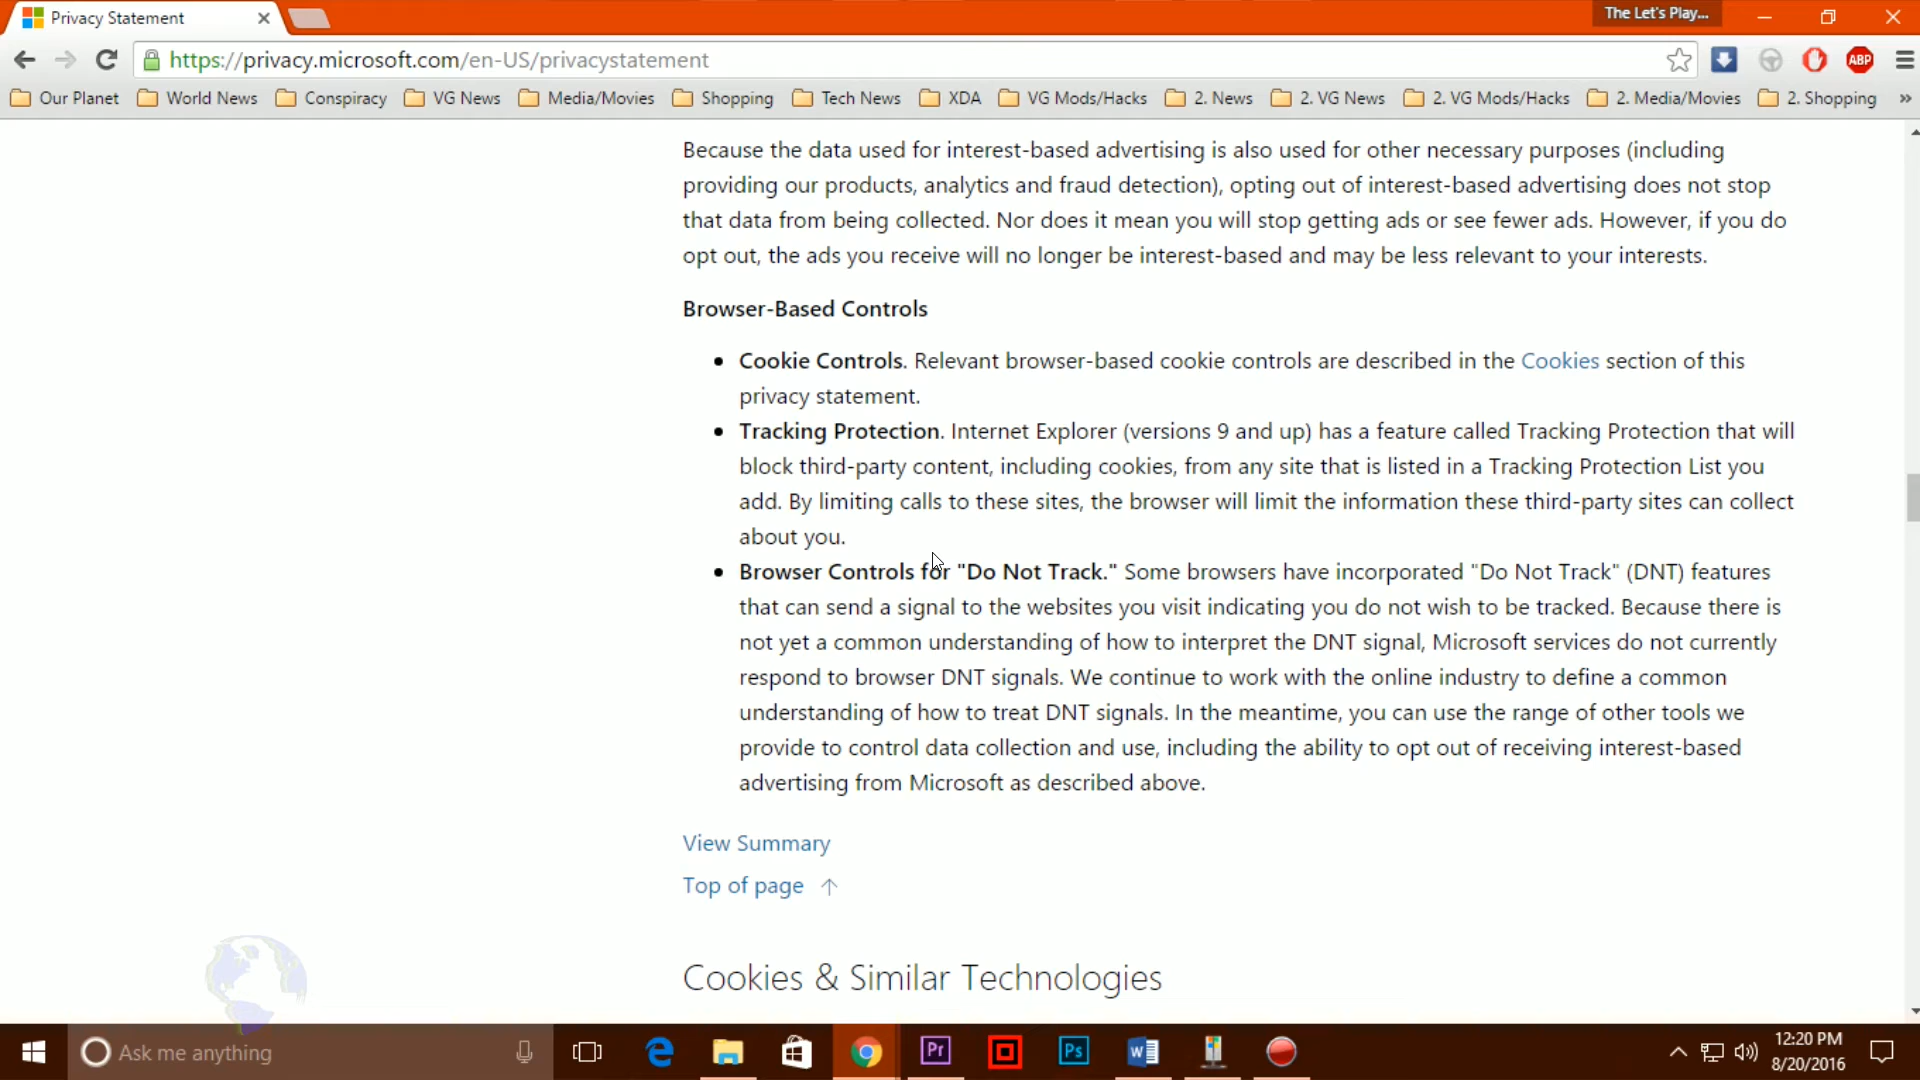 Privacy Statement
The Let's Play...
https://privacy.microsoft.com/en-US/privacystatement
ABP
Our Planet World News Conspiracy VG News Media/Movies Shopping Tech News XDA VG Mods/Hacks 2. News 2. VG News 2. VG Mods/Hacks 2. Media/Movies 2. Shopping »
Because the data used for interest-based advertising is also used for other necessary purposes (including
providing our products, analytics and fraud detection), opting out of interest-based advertising does not stop
that data from being collected. Nor does it mean you will stop getting ads or see fewer ads. However, if you do
opt out, the ads you receive will no longer be interest-based and may be less relevant to your interests.
Browser-Based Controls
• Cookie Controls. Relevant browser-based cookie controls are described in the Cookies section of this
privacy statement.
• Tracking Protection. Internet Explorer (versions 9 and up) has a feature called Tracking Protection that will
block third-party content, including cookies, from any site that is listed in a Tracking Protection List you
add. By limiting calls to these sites, the browser will limit the information these third-party sites can collect
about you.
• Browser Controls for "Do Not Track." Some browsers have incorporated "Do Not Track" (DNT) features
that can send a signal to the websites you visit indicating you do not wish to be tracked. Because there is
not yet a common understanding of how to interpret the DNT signal, Microsoft services do not currently
respond to browser DNT signals. We continue to work with the online industry to define a common
understanding of how to treat DNT signals. In the meantime, you can use the range of other tools we
provide to control data collection and use, including the ability to opt out of receiving interest-based
advertising from Microsoft as described above.
View Summary
Top of page ↑
Cookies & Similar Technologies
Ask me anything
Pr
Ps
12:20 PM
8/20/2016